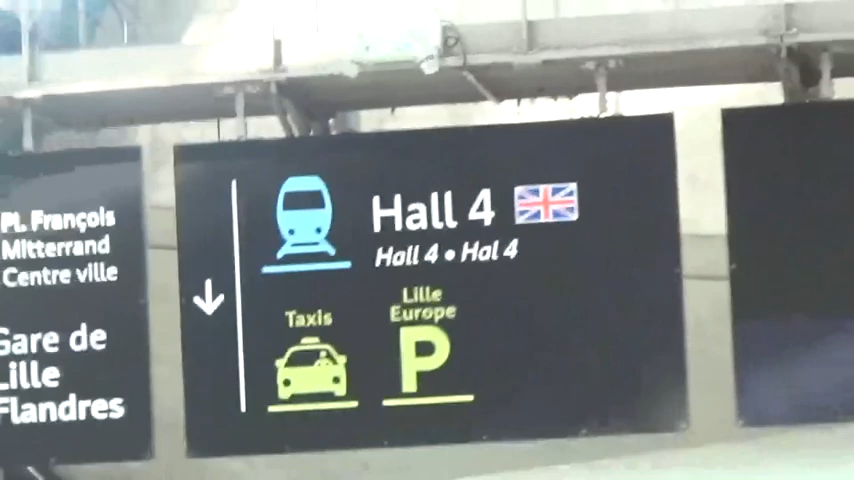 Pl. François
Mitterrand
Centre ville
Gare de
Lille
Flandres
Hall 4
Hall 4 • Hal 4
Taxis
Lille
Europe
P